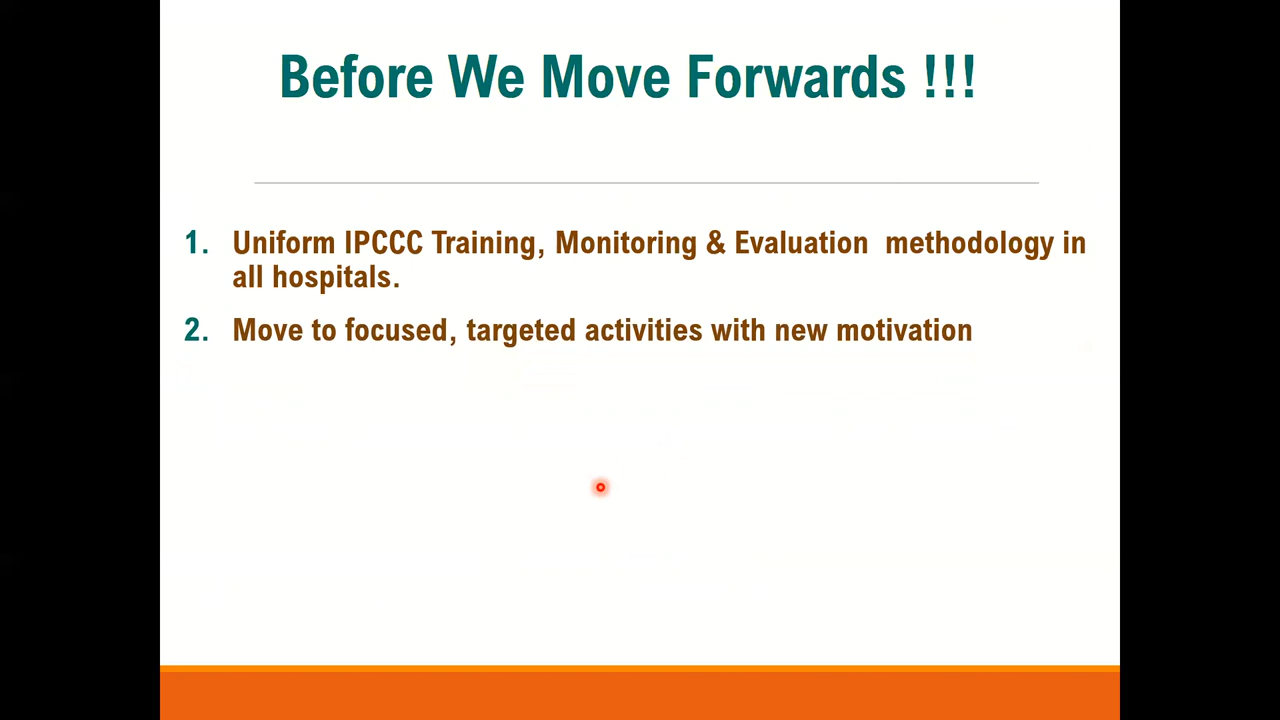 Before We Move Forwards !!!
1. Uniform IPCCC Training, Monitoring & Evaluation methodology in
all hospitals.
2. Move to focused, targeted activities with new motivation